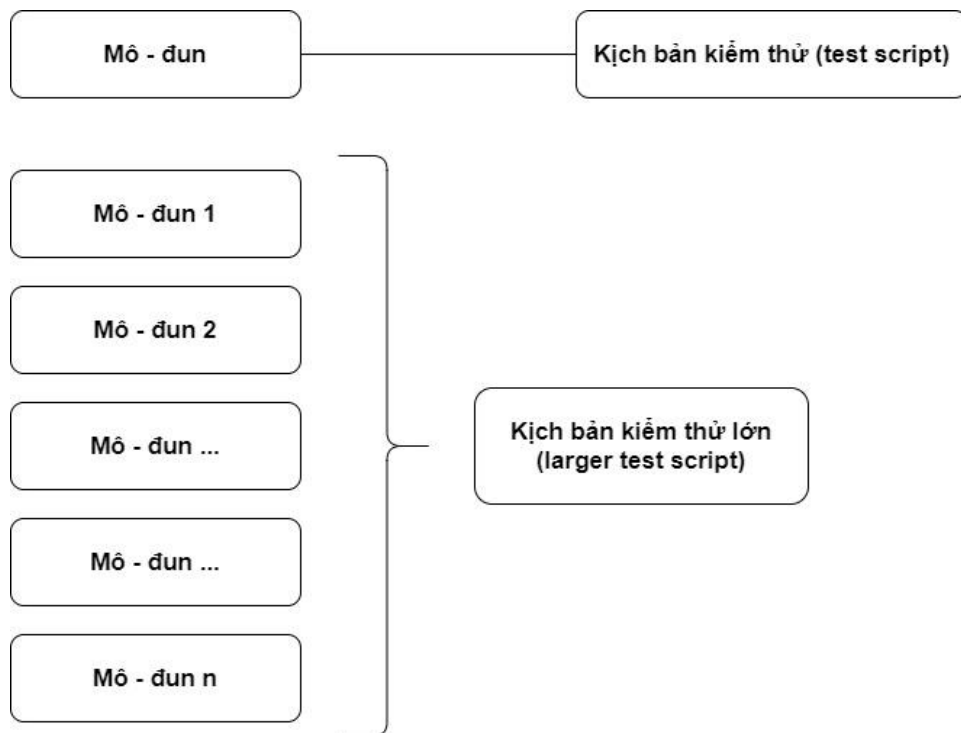 Mô - đun
Kịch bản kiểm thử (test script)
Mô - đun 1
Mô - đun 2
Mô - đun ...
Kịch bản kiểm thử lớn
(larger test script)
Mô - đun ...
Mô - đun n